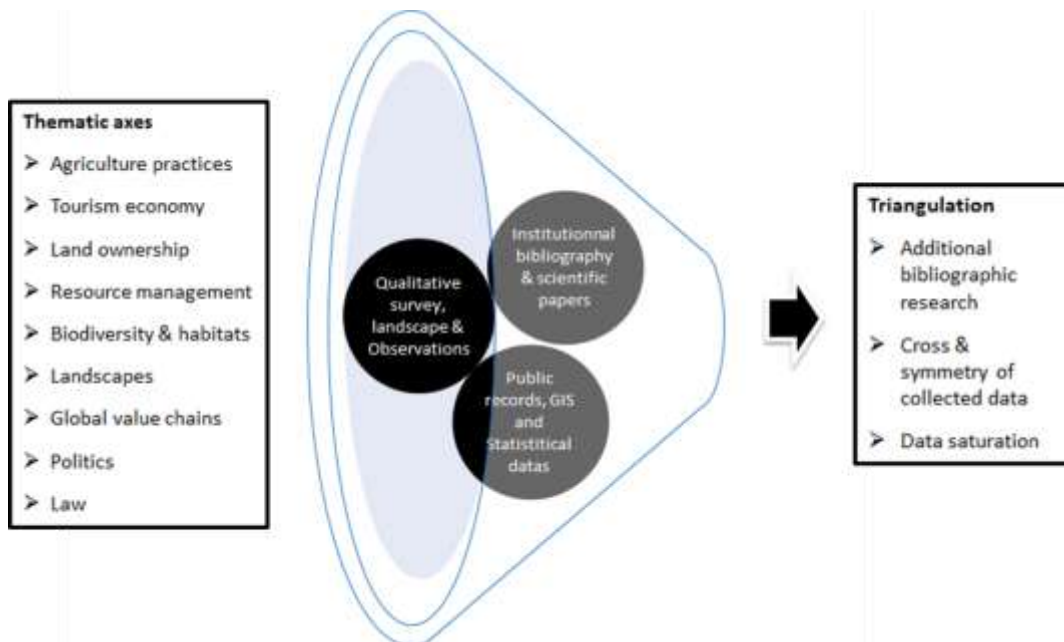 Thematic axes
➤ Agriculture practices
➤ Tourism economy
➤ Land ownership
➤ Resource management
➤ Biodiversity & habitats
➤ Landscapes
➤ Global value chains
➤ Politics
➤ Law
Qualitative
survey,
landscape &
Observations
Institutionnal
bibliography
& scientific
papers
Public
records, GIS
and
Statistitical
datas
Triangulation
➤ Additional
bibliographic
research
➤ Cross &
symmetry of
collected data
➤ Data saturation